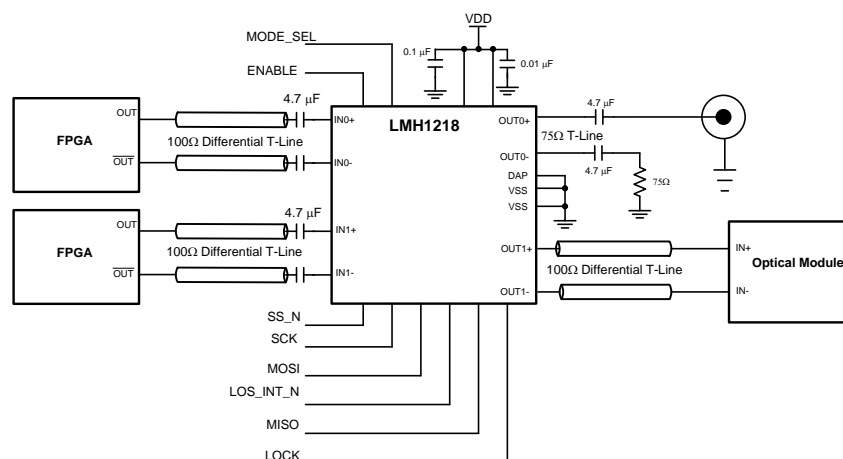 VDD
MODE_SEL
0.1 µF
0.01 µF
ENABLE
4.7 µF
4.7 µF
OUT
IN0+
LMH1218
OUT0+
FPGA
100Ω Differential T-Line
75Ω T-Line
OUT
IN0-
OUT0-
4.7 µF
75Ω
DAP
VSS
VSS
4.7 µF
OUT
IN1+
OUT1+
IN+
FPGA
100Ω Differential T-Line
100Ω Differential T-Line
Optical Module
OUT
IN1-
OUT1-
IN-
SS_N
SCK
MOSI
LOS_INT_N
MISO
LOCK